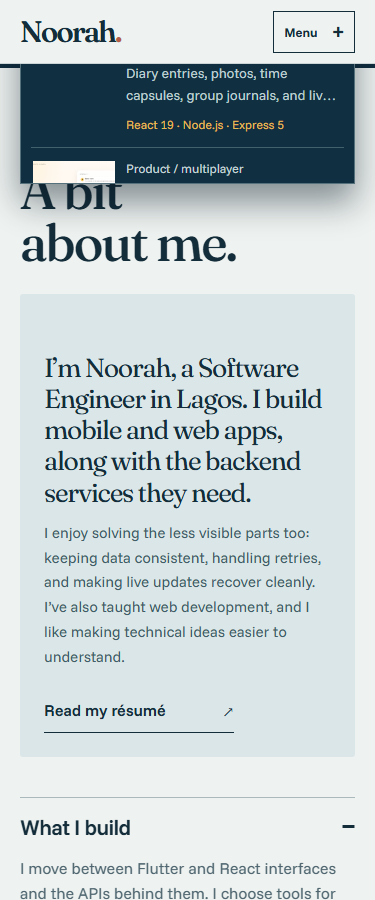 Noorah.
Menu +
Diary entries, photos, time
capsules, group journals, and liv…
React 19 · Node.js · Express 5
Product / multiplayer
A bit
about me.
I’m Noorah, a Software
Engineer in Lagos. I build
mobile and web apps,
along with the backend
services they need.
I enjoy solving the less visible parts too:
keeping data consistent, handling retries,
and making live updates recover cleanly.
I’ve also taught web development, and I
like making technical ideas easier to
understand.
Read my résumé ↗
What I build −
I move between Flutter and React interfaces
and the APIs behind them. I choose tools for